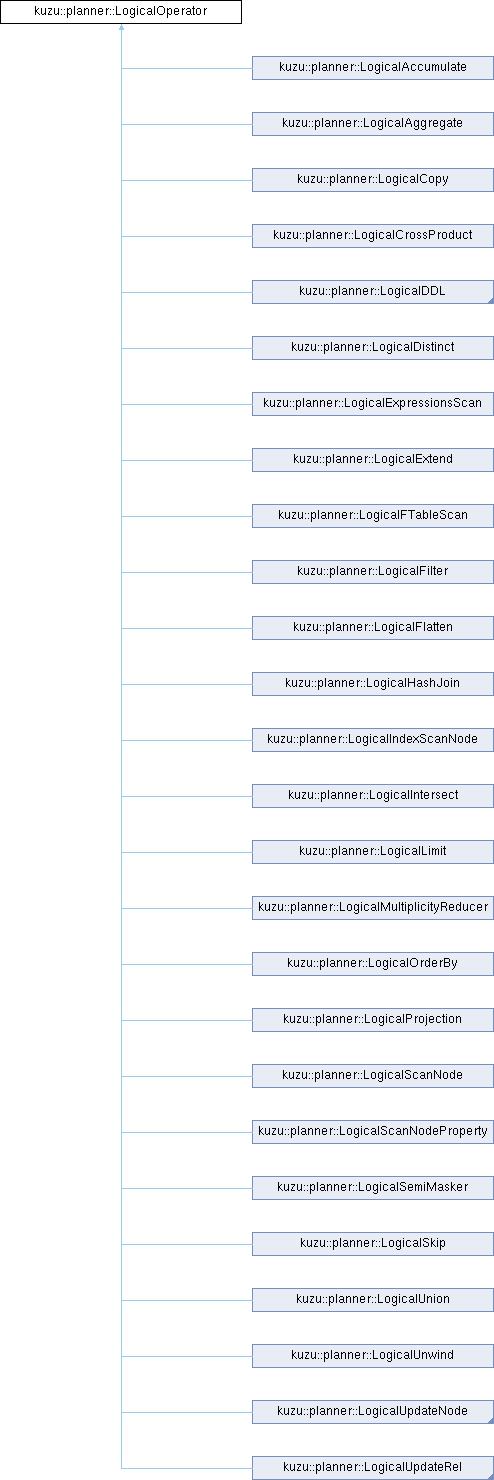 kuzu::planner::LogicalOperator
kuzu::planner::LogicalAccumulate
kuzu::planner::LogicalAggregate
kuzu::planner::LogicalCopy
kuzu::planner::LogicalCrossProduct
kuzu::planner::LogicalDDL
kuzu::planner::LogicalDistinct
kuzu::planner::LogicalExpressionsScan
kuzu::planner::LogicalExtend
kuzu::planner::LogicalFTableScan
kuzu::planner::LogicalFilter
kuzu::planner::LogicalFlatten
kuzu::planner::LogicalHashJoin
kuzu::planner::LogicalIndexScanNode
kuzu::planner::LogicalIntersect
kuzu::planner::LogicalLimit
kuzu::planner::LogicalMultiplicityReducer
kuzu::planner::LogicalOrderBy
kuzu::planner::LogicalProjection
kuzu::planner::LogicalScanNode
kuzu::planner::LogicalScanNodeProperty
kuzu::planner::LogicalSemiMasker
kuzu::planner::LogicalSkip
kuzu::planner::LogicalUnion
kuzu::planner::LogicalUnwind
kuzu::planner::LogicalUpdateNode
kuzu::planner::LogicalUpdateRel